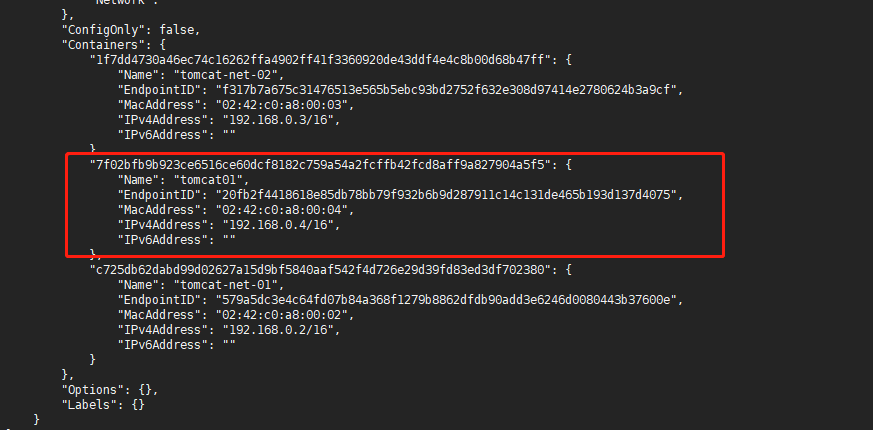 "Network":
},
"ConfigOnly": false,
"Containers": {
"1f7dd4730a46ec74c16262ffa4902ff41f3360920de43ddf4e4c8b00d68b47ff": {
"Name": "tomcat-net-02",
"EndpointID": "f317b7a675c31476513e565b5ebc93bd2752f632e308d97414e2780624b3a9cf",
"MacAddress": "02:42:c0:a8:00:03",
"IPv4Address": "192.168.0.3/16",
"IPv6Address": ""
},
"7f02bfb9b923ce6516ce60dcf8182c759a54a2fcffb42fcd8aff9a827904a5f5": {
"Name": "tomcat01",
"EndpointID": "20fb2f4418618e85db78bb79f932b6b9d287911c14c131de465b193d137d4075",
"MacAddress": "02:42:c0:a8:00:04",
"IPv4Address": "192.168.0.4/16",
"IPv6Address": ""
},
"c725db62dabd99d02627a15d9bf5840aaf542f4d726e29d39fd83ed3df702380": {
"Name": "tomcat-net-01",
"EndpointID": "579a5dc3e4c64fd07b84a368f1279b8862dfdb90add3e6246d0080443b37600e",
"MacAddress": "02:42:c0:a8:00:02",
"IPv4Address": "192.168.0.2/16",
"IPv6Address": ""
}
},
"Options": {},
"Labels": {}
}